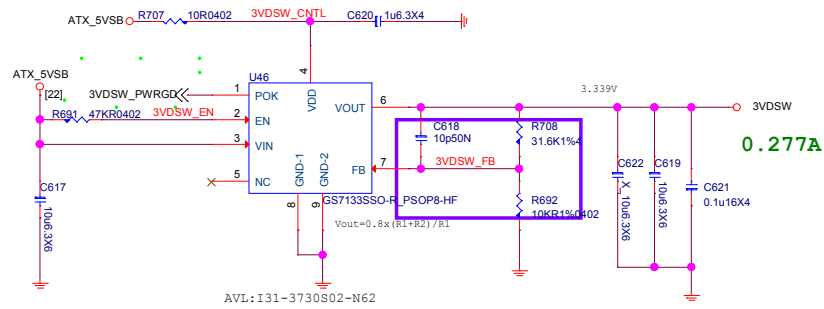 ATX_5VSB
R707
10R0402
3VDSW_CNTL
C620
1u6.3X4
ATX_5VSB
[22]
3VDSW_PWRGD
R691
47KR0402
3VDSW_EN
C617
10u6.3X6
U46
4
VDD
1
POK
2
EN
3
VIN
5
NC
GND-1
GND-2
8
9
VOUT
6
FB
7
GS7133SSO-R_PSOP8-HF
Vout=0.8x(R1+R2)/R1
C618
10p50N
3VDSW_FB
R708
31.6K1%4
R692
10KR1%0402
3.339V
3VDSW
0.277A
C622
X_10u6.3X6
C619
10u6.3X6
C621
0.1u16X4
AVL:I31-3730S02-N62